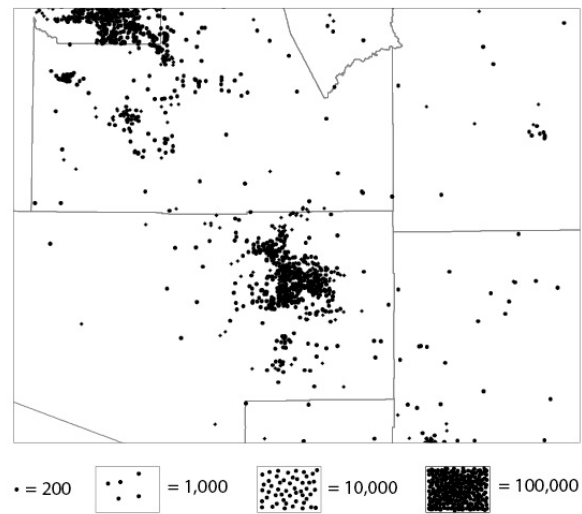 = 200 = 1,000 = 10,000 = 100,000